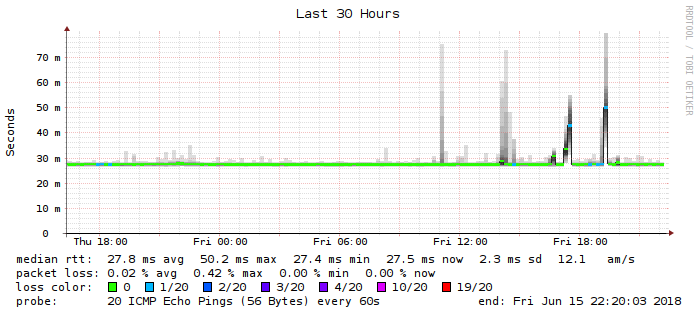 Last 30 Hours
RRDTOOL / TOBI OETIKER
Seconds
70 m
60 m
50 m
40 m
30 m
20 m
10 m
0
Thu 18:00 Fri 00:00 Fri 06:00 Fri 12:00 Fri 18:00
median rtt: 27.8 ms avg 50.2 ms max 27.4 ms min 27.5 ms now 2.3 ms sd 12.1 am/s
packet loss: 0.02 % avg 0.42 % max 0.00 % min 0.00 % now
loss color: 0 1/20 2/20 3/20 4/20 10/20 19/20
probe: 20 ICMP Echo Pings (56 Bytes) every 60s end: Fri Jun 15 22:20:03 2018